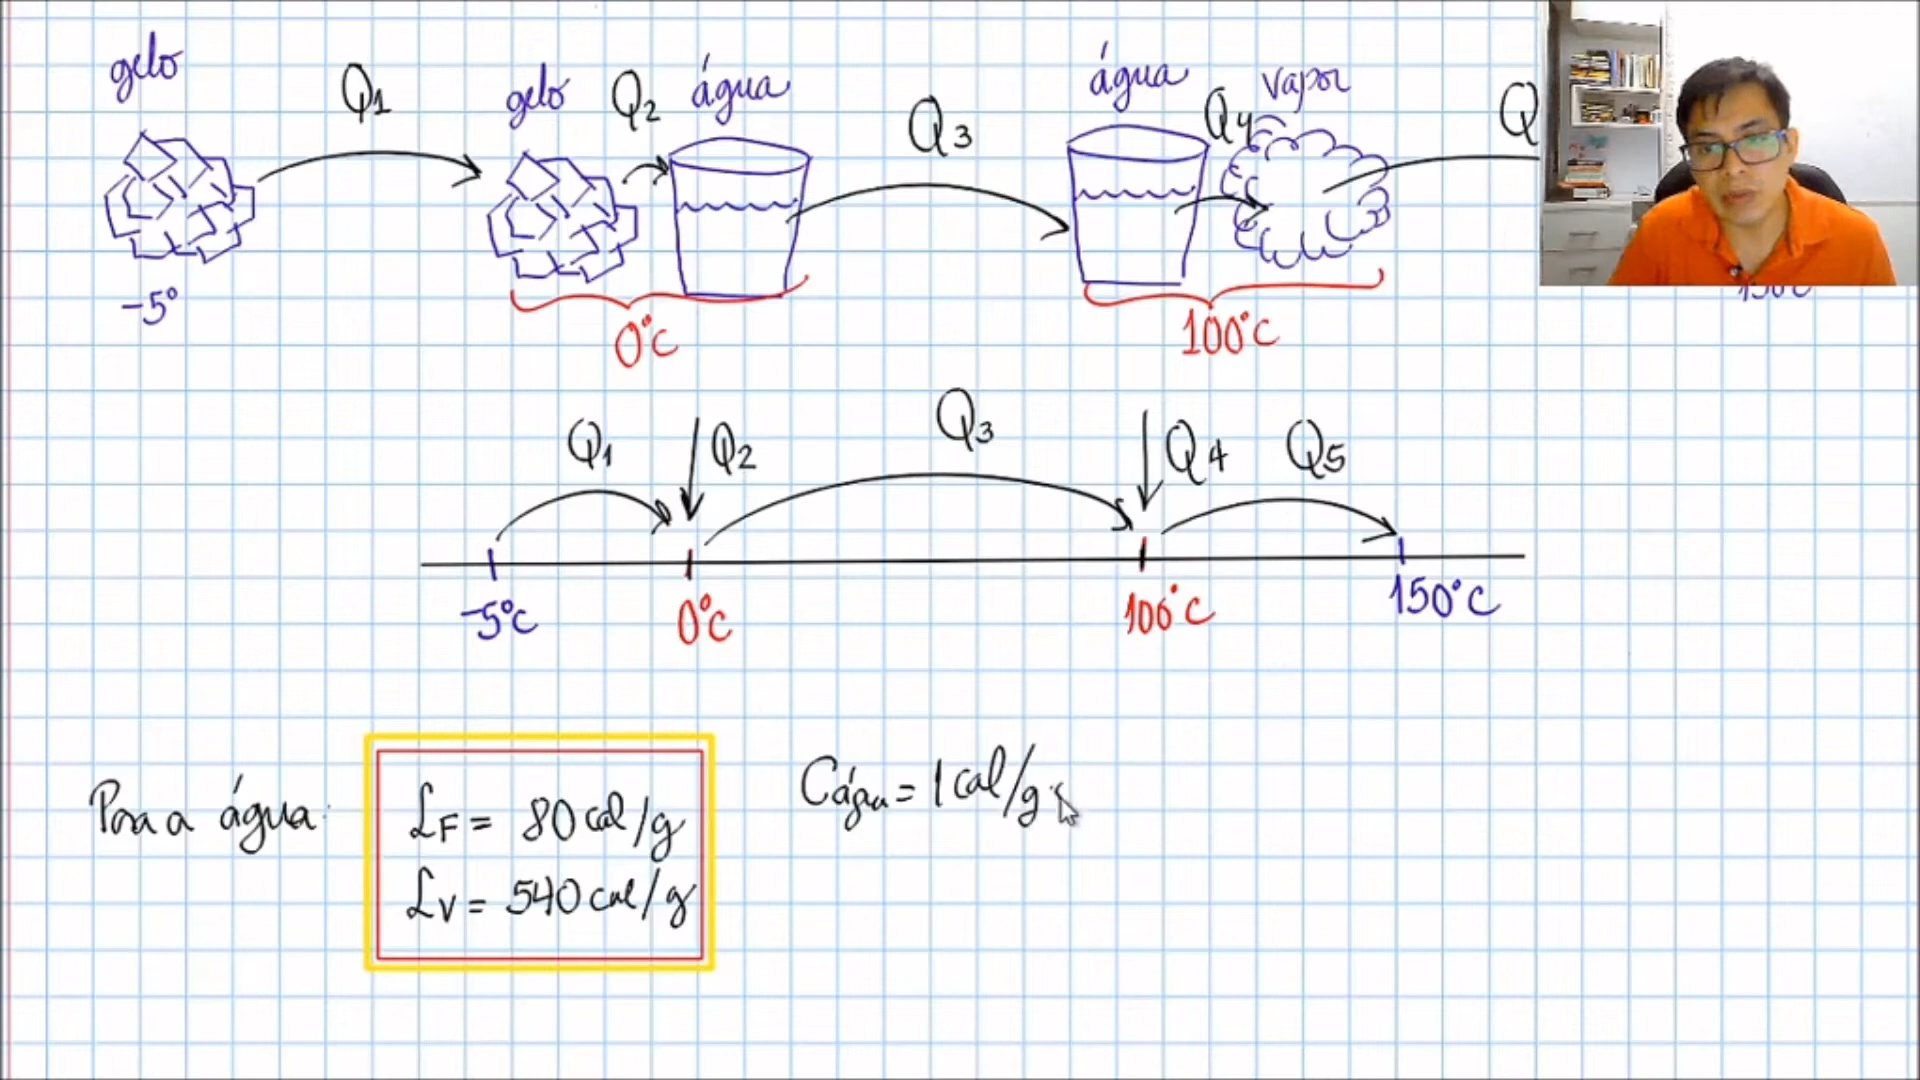 gelo Q1 gelo Q2 água Q3 água Q4 vapor Q
-5° 0°C 100°C 150°C
Q1 Q2 Q3 Q4 Q5
-5°C 0°C 100°C 150°C
Para a água: LF = 80 cal/g Cágua = 1 cal/g
LV = 540 cal/g